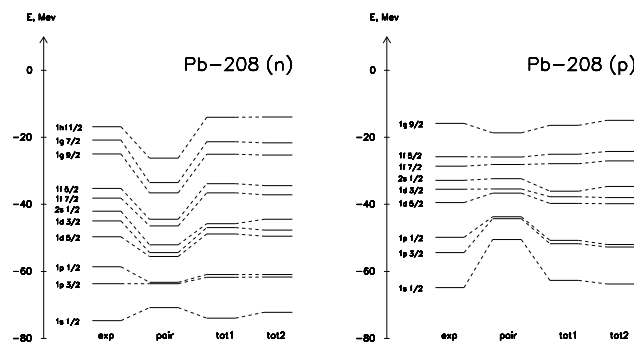 E, Mev
Pb-208 (n)
0
-20
-40
-60
-80
1h11/2
1g 7/2
1g 9/2
1f 5/2
1f 7/2
2s 1/2
1d 3/2
1d 5/2
1p 1/2
1p 3/2
1s 1/2
exp pair tot1 tot2
E, Mev
Pb-208 (p)
0
-20
-40
-60
-80
1g 9/2
1f 5/2
1f 7/2
2s 1/2
1d 3/2
1d 5/2
1p 1/2
1p 3/2
1s 1/2
exp pair tot1 tot2